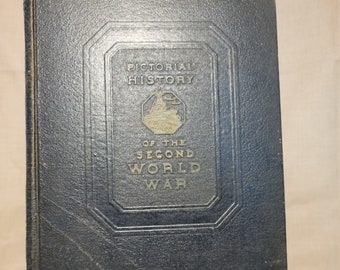 PICTORIAL
HISTORY
OF THE
SECOND
WORLD
WAR